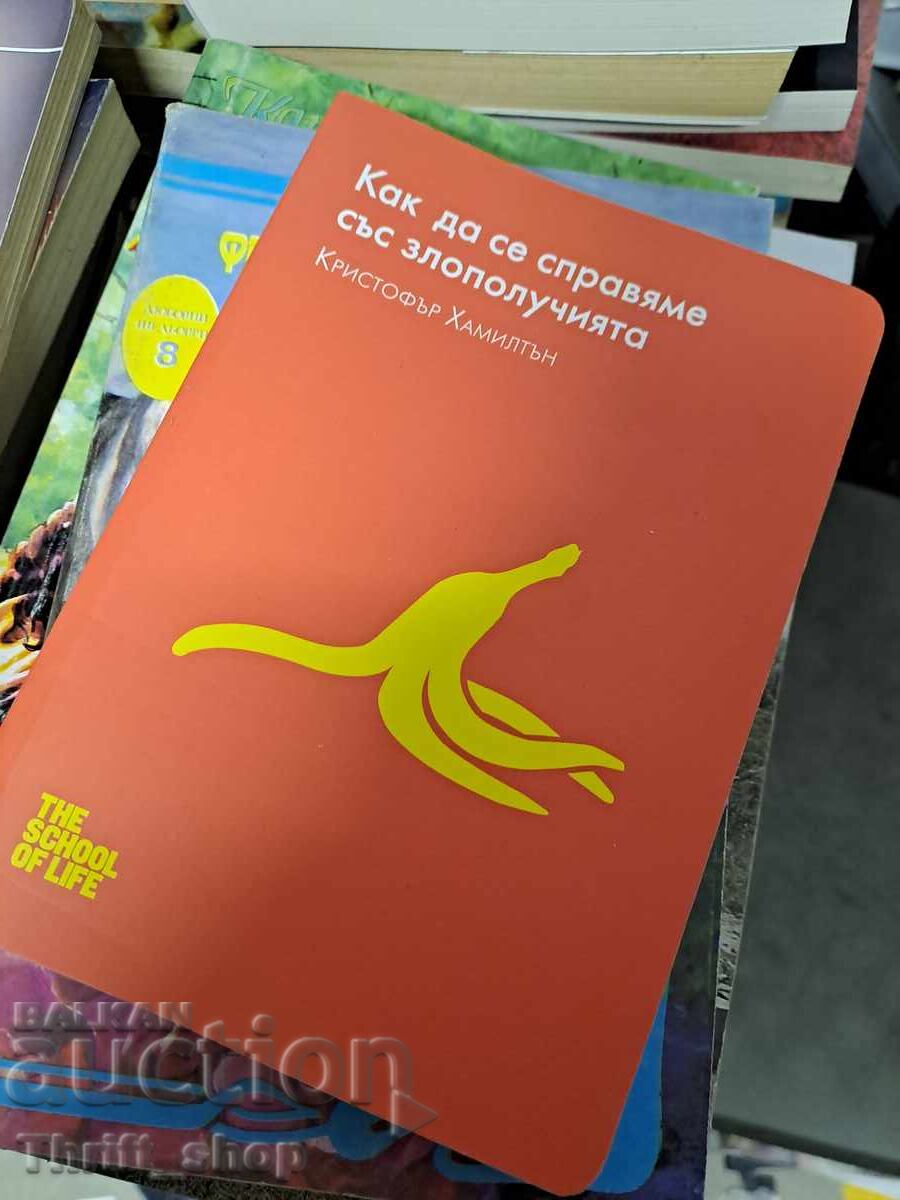 Как да се справяме
със злополучията
Кристофър Хамилтън
8
THE
SCHOOL
OF LIFE
BALKAN
auction
Thrift_shop